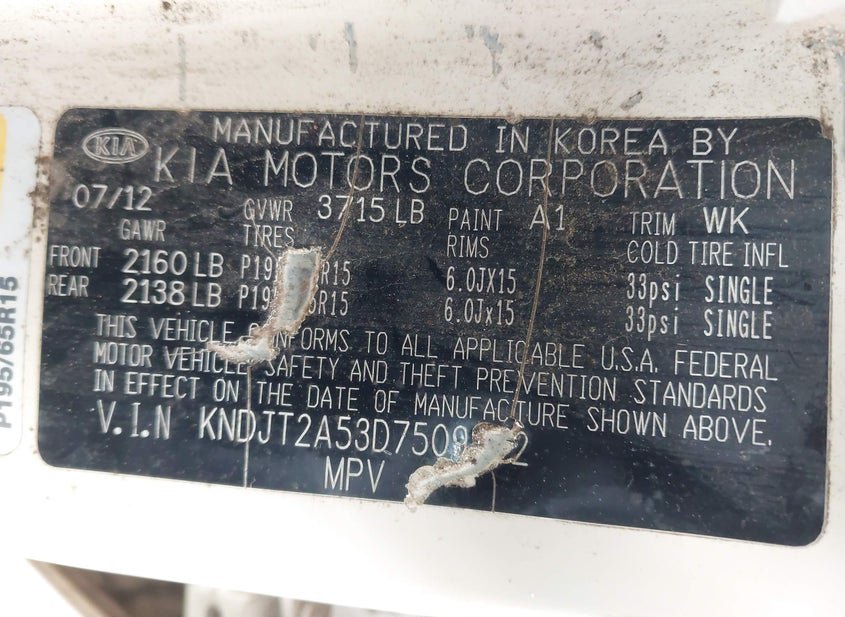 KIA
MANUFACTURED IN KOREA BY
KIA MOTORS CORPORATION
07/12 GVWR 3715 LB PAINT A1 TRIM WK
GAWR TIRES RIMS COLD TIRE INFL
FRONT 2160 LB 6.0JX15 33psi SINGLE
REAR 2138 LB 6.0Jx15 33psi SINGLE
THIS VEHICLE CONFORMS TO ALL APPLICABLE U.S.A. FEDERAL
MOTOR VEHICLE SAFETY AND THEFT PREVENTION STANDARDS
IN EFFECT ON THE DATE OF MANUFACTURE SHOWN ABOVE.
V.I.N
MPV
P195/65R15